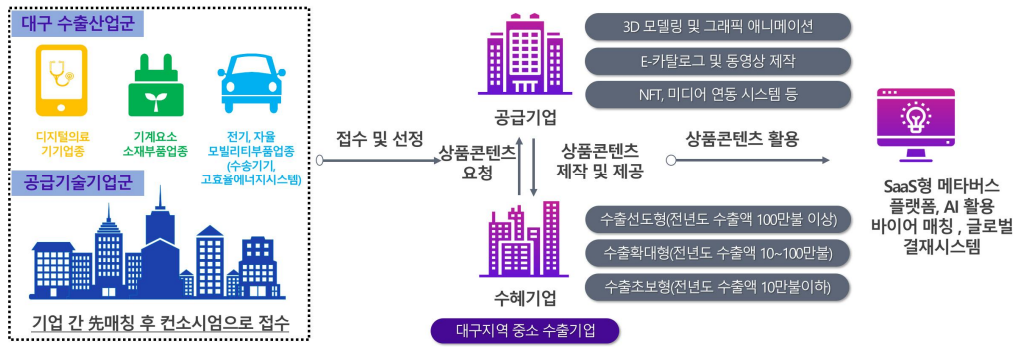 대구 수출산업군
디지털의료
기기업종
기계요소
소재부품업종
전기, 자율
모빌리티부품업종
(수송기기,
고효율에너지시스템)
공급기술기업군
기업 간 先매칭 후 컨소시엄으로 접수
접수 및 선정
3D 모델링 및 그래픽 애니메이션
E-카탈로그 및 동영상 제작
NFT, 미디어 연동 시스템 등
공급기업
상품콘텐츠
요청
상품콘텐츠
제작 및 제공
수혜기업
수출선도형(전년도 수출액 100만불 이상)
수출확대형(전년도 수출액 10~100만불)
수출초보형(전년도 수출액 10만불이하)
대구지역 중소 수출기업
상품콘텐츠 활용
SaaS형 메타버스
플랫폼, AI 활용
바이어 매칭 , 글로벌
결재시스템